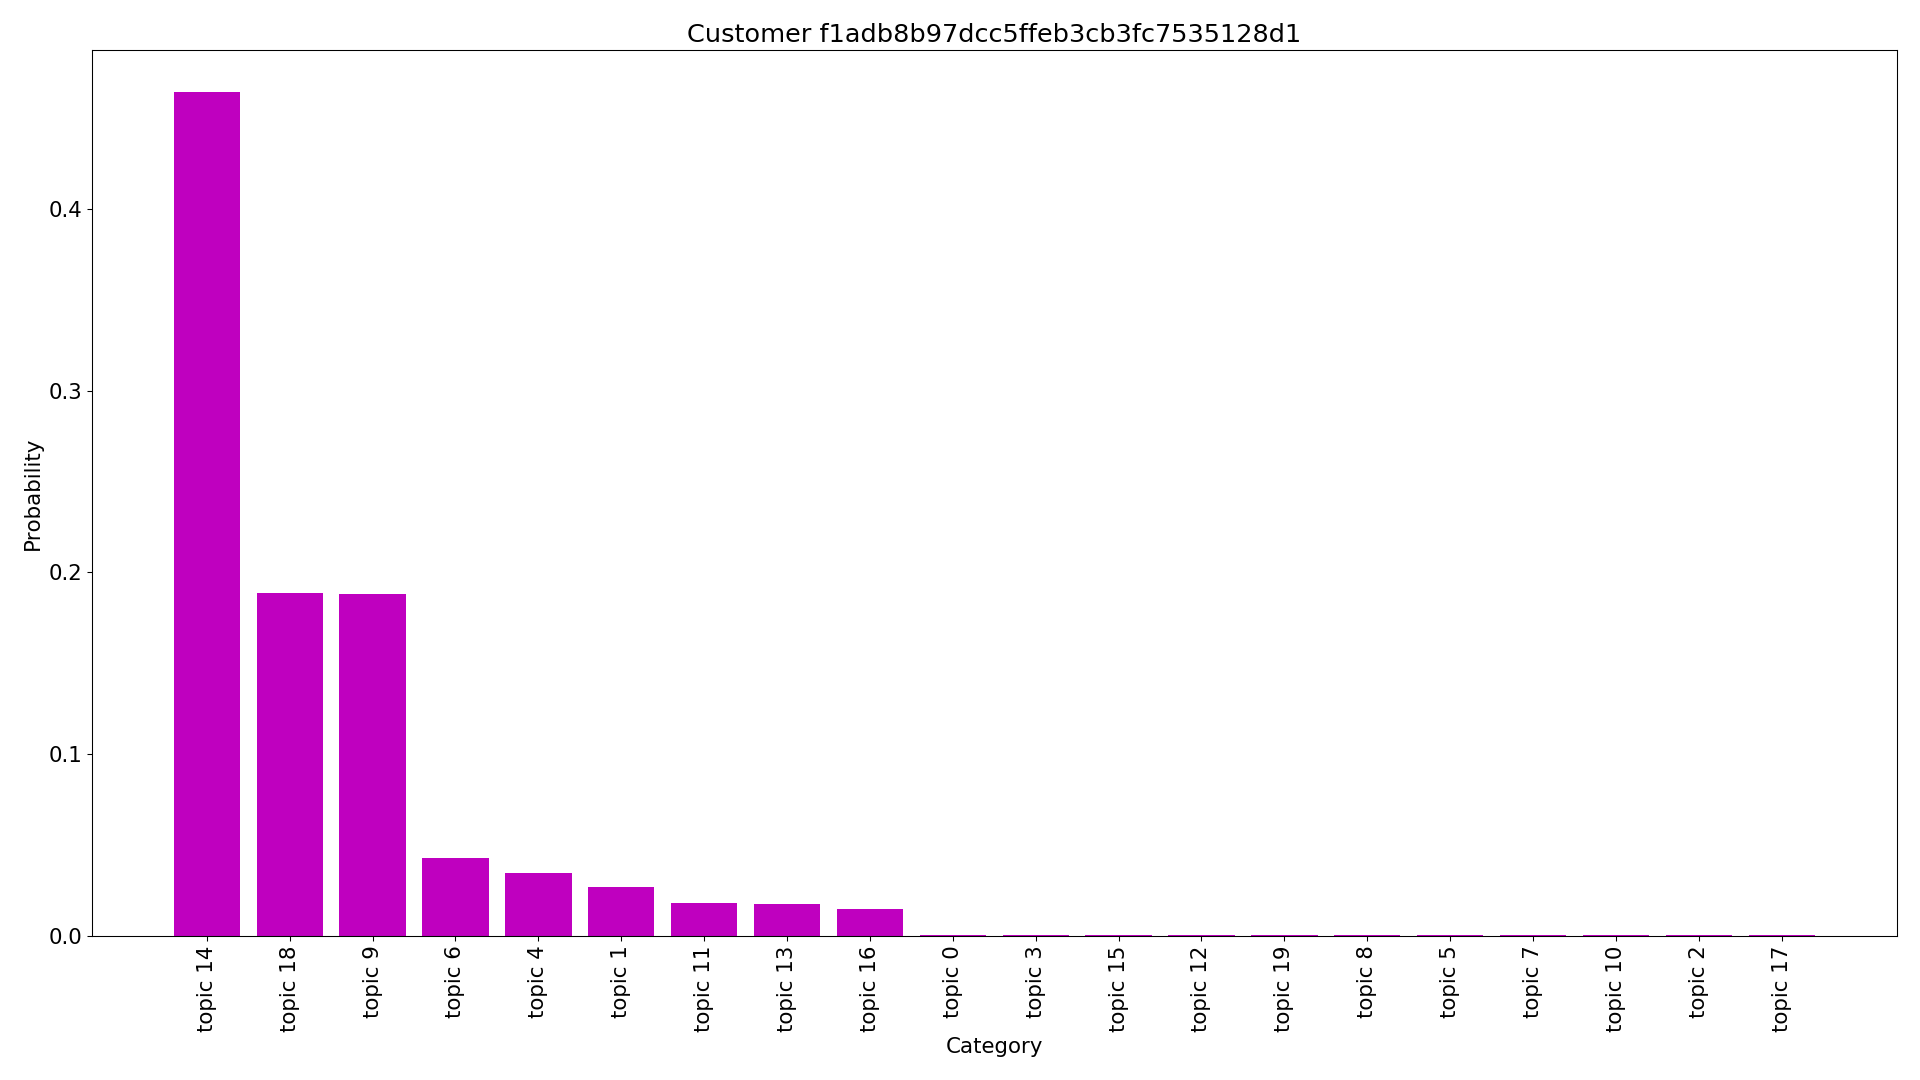 Customer f1adb8b97dcc5ffeb3cb3fc7535128d1
Probability
0.4
0.3
0.2
0.1
0.0
topic 14
topic 18
topic 9
topic 6
topic 4
topic 1
topic 11
topic 13
topic 16
topic 0
topic 3
topic 15
topic 12
topic 19
topic 8
topic 5
topic 7
topic 10
topic 2
topic 17
Category